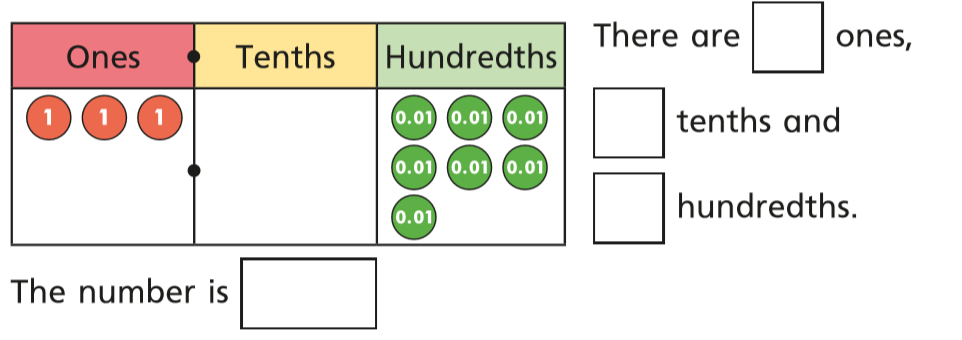 Ones Tenths Hundredths
1 1 1 0.01 0.01 0.01
0.01 0.01 0.01
0.01
There are ones,
tenths and
hundredths.
The number is